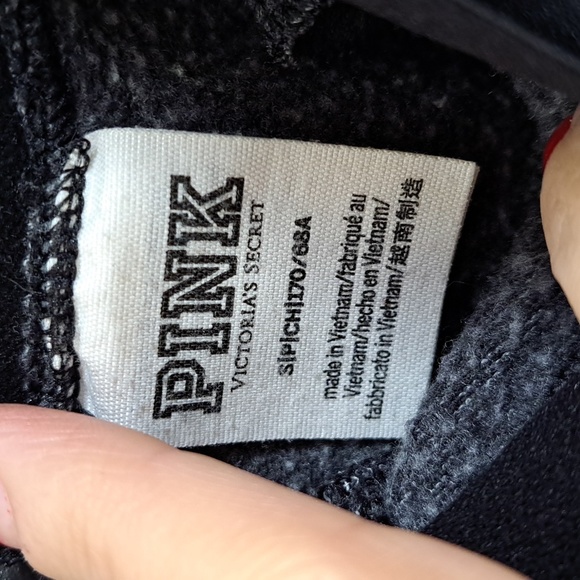 PINK
VICTORIA'S SECRET
S|P|CH|170/68A
made in Vietnam/fabriqué au
Vietnam/hecho en Vietnam/
fabbricato in Vietnam/越南制造